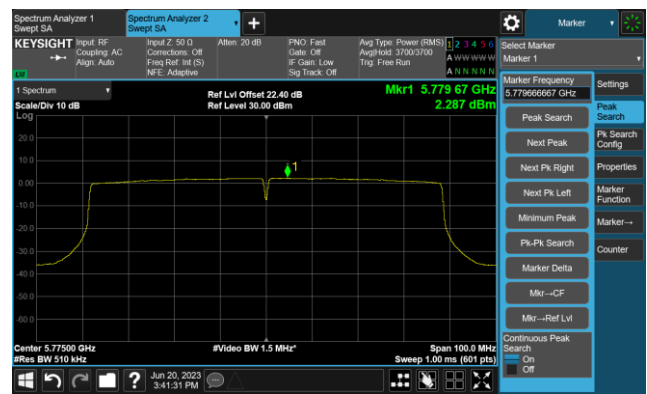 Spectrum Analyzer 1
Swept SA
Spectrum Analyzer 2
Swept SA
+
Marker
KEYSIGHT
Input: RF
Coupling: AC
Align: Auto
Input Z: 50 Ω
Corrections: Off
Freq Ref: Int (S)
NFE: Adaptive
Atten: 20 dB
PNO: Fast
Gate: Off
IF Gain: Low
Sig Track: Off
Avg Type: Power (RMS)
Avg|Hold: 3700/3700
Trig: Free Run
1 2 3 4 5 6
A W W W W W
A N N N N N
Select Marker
Marker 1
LV
1 Spectrum
Scale/Div 10 dB
Log
Ref Lvl Offset 22.40 dB
Ref Level 30.00 dBm
Mkr1 5.779 67 GHz
2.287 dBm
20.0
10.0
0.00
-10.0
-20.0
-30.0
-40.0
-50.0
-60.0
1
Center 5.77500 GHz
#Res BW 510 kHz
#Video BW 1.5 MHz*
Span 100.0 MHz
Sweep 1.00 ms (601 pts)
Marker Frequency
5.779666667 GHz
Peak Search
Next Peak
Next Pk Right
Next Pk Left
Minimum Peak
Pk-Pk Search
Marker Delta
Mkr→CF
Mkr→Ref Lvl
Continuous Peak
Search
On
Off
Settings
Peak
Search
Pk Search
Config
Properties
Marker
Function
Marker→
Counter
?
Jun 20, 2023
3:41:31 PM